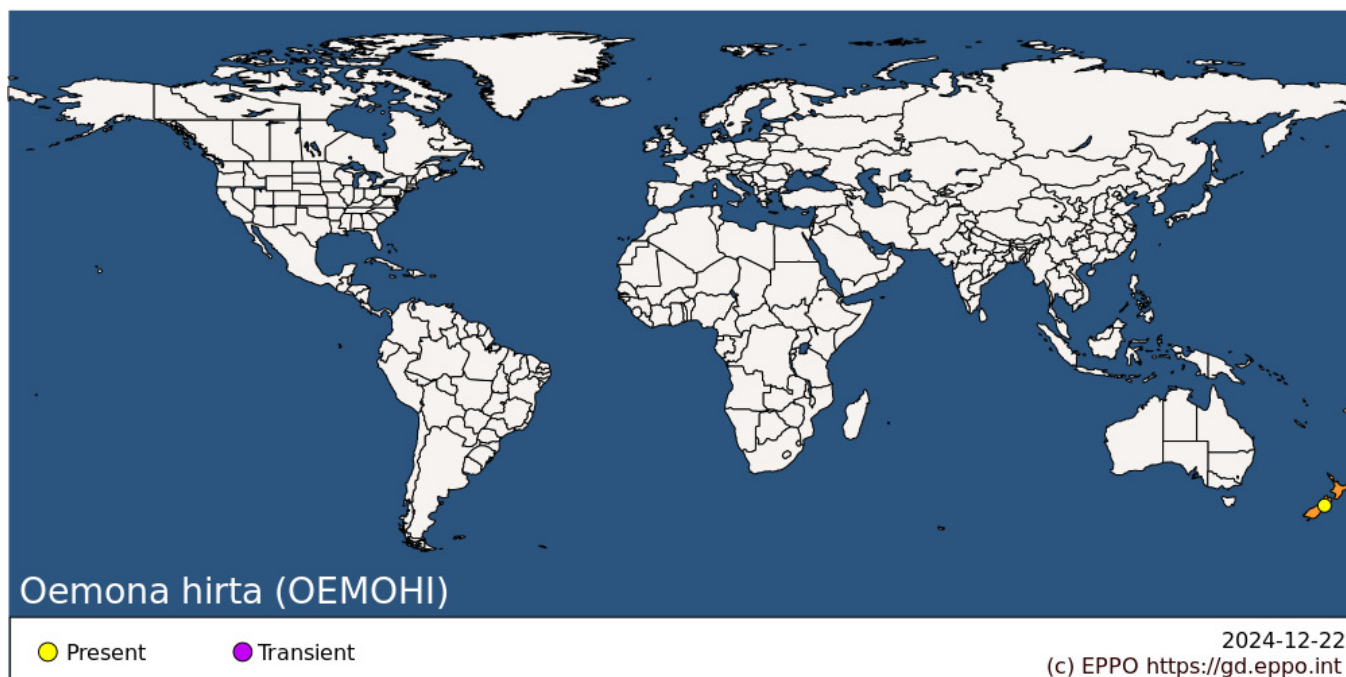 Oemona hirta (OEMOHI)
Present
Transient
2024-12-22
(c) EPPO https://gd.eppo.int